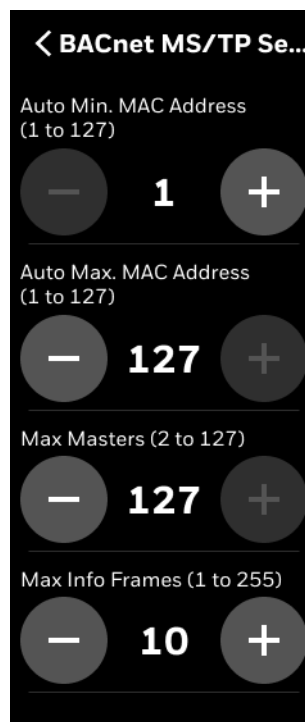 BACnet MS/TP Se...
Auto Min. MAC Address
(1 to 127)
1
Auto Max. MAC Address
(1 to 127)
127
Max Masters (2 to 127)
127
Max Info Frames (1 to 255)
10